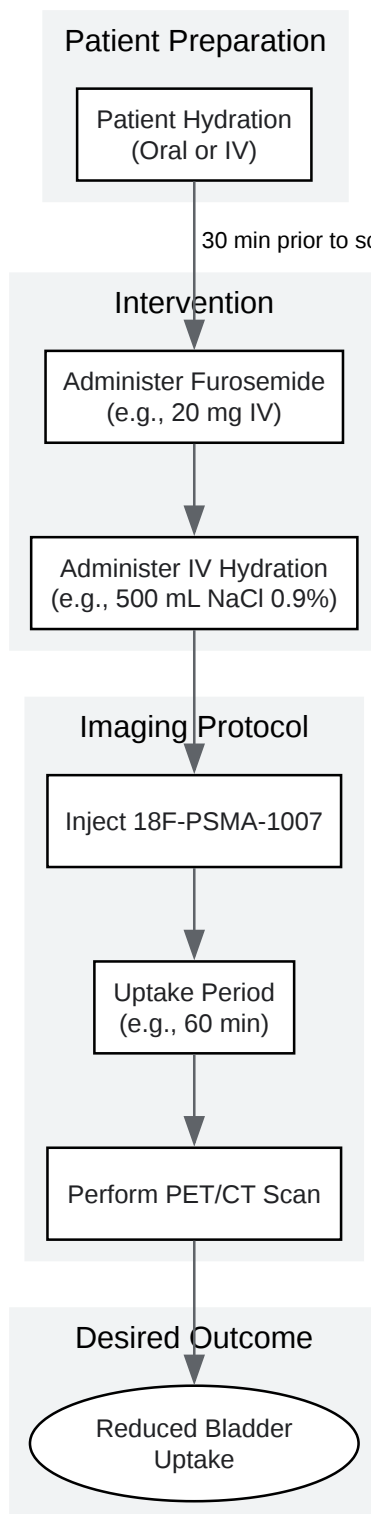 Patient Preparation
Patient Hydration
(Oral or IV)
30 min prior to
Intervention
Administer Furosemide
(e.g., 20 mg IV)
Administer IV Hydration
(e.g., 500 mL NaCl 0.9%)
Imaging Protocol
Inject 18F-PSMA-1007
Uptake Period
(e.g., 60 min)
Perform PET/CT Scan
Desired Outcome
Reduced Bladder
Uptake